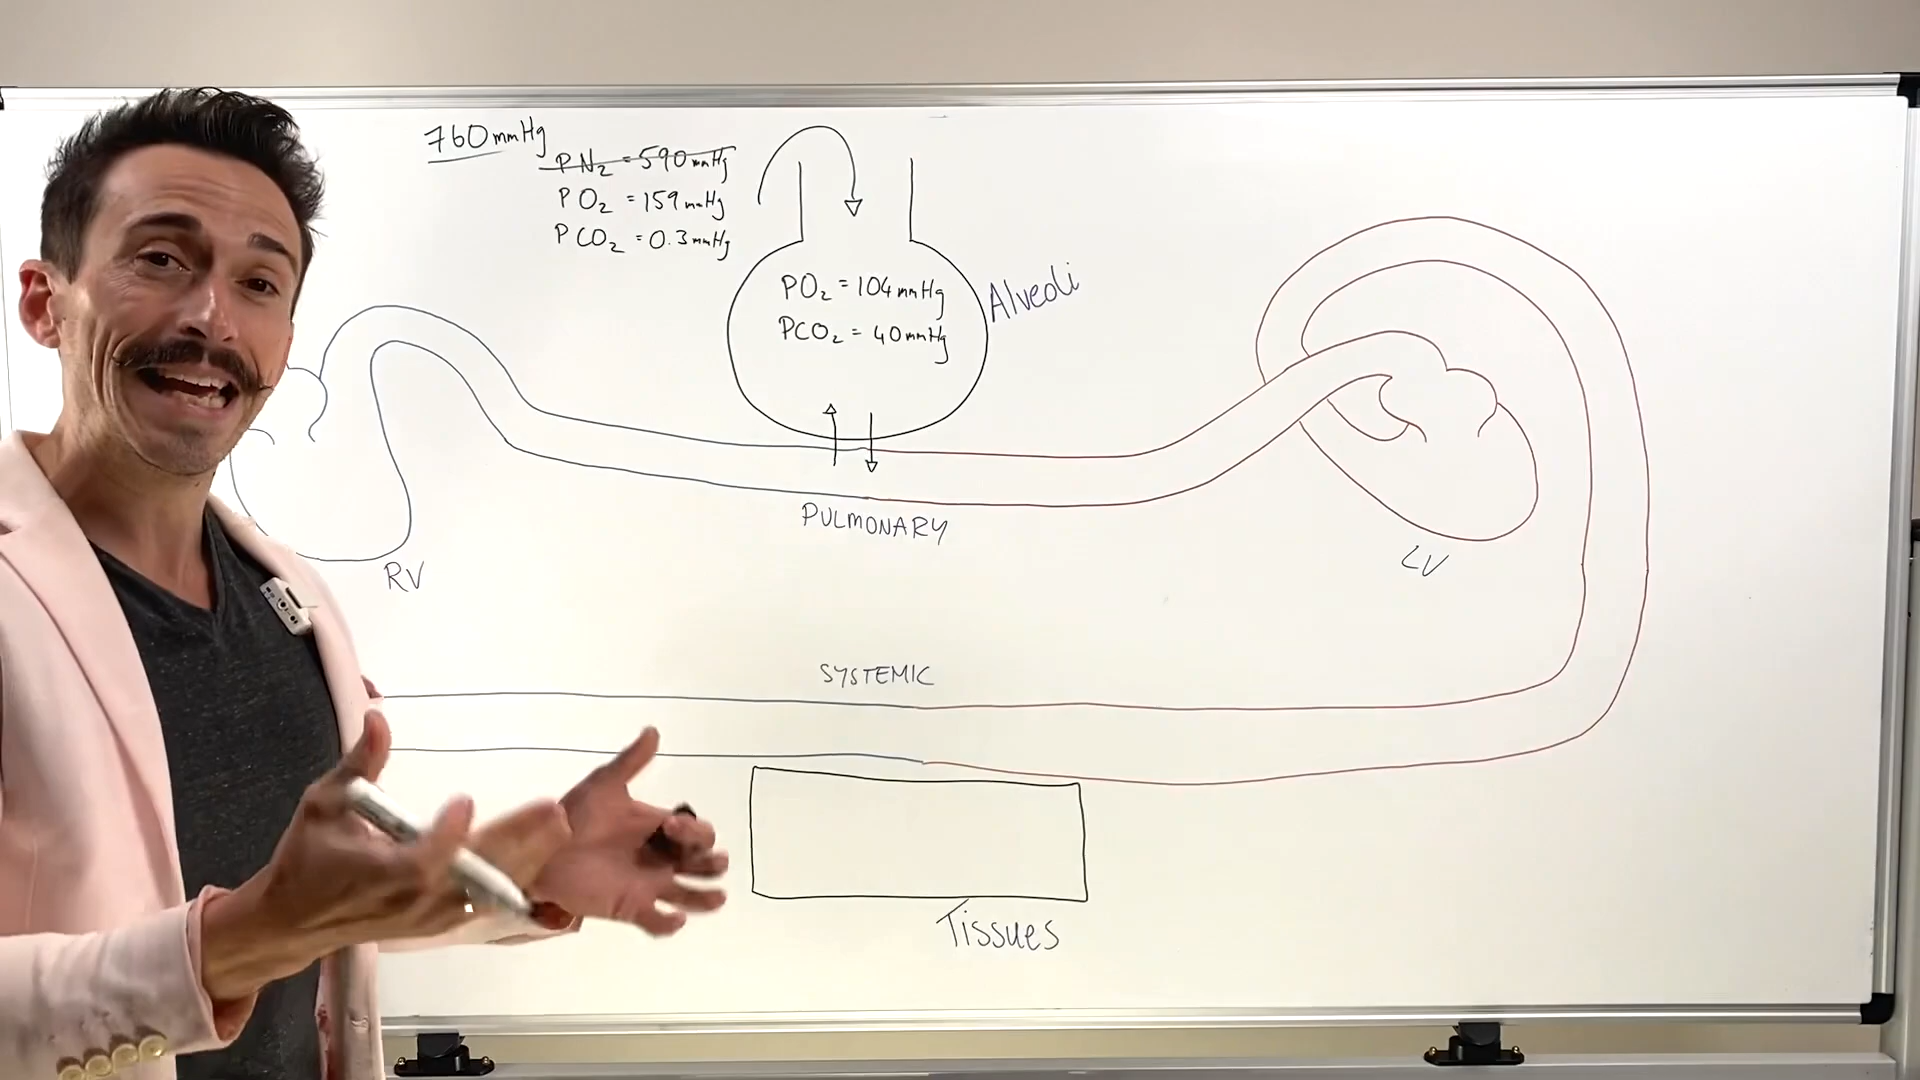 760mmHg
PN₂ = 590mmHg
PO₂ = 159mmHg
PCO₂ = 0.3mmHg
PO₂ = 104mmHg
PCO₂ = 40mmHg
Alveoli
PULMONARY
RV
LV
SYSTEMIC
Tissues